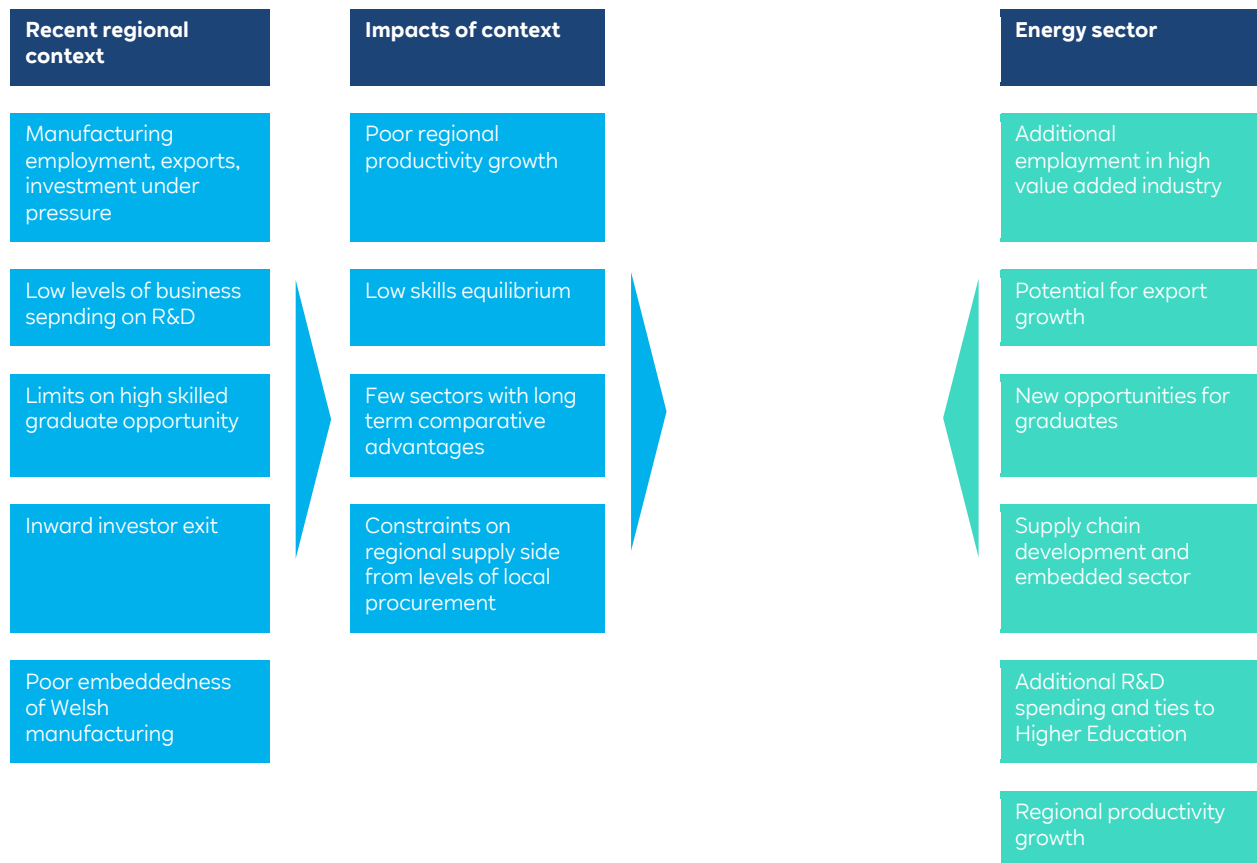 Recent regional
context
Manufacturing
employment, exports,
investment under
pressure
Low levels of business
sepnding on R&D
Limits on high skilled
graduate opportunity
Inward investor exit
Poor embeddedness
of Welsh
manufacturing
Impacts of context
Poor regional
productivity growth
Low skills equilibrium
Few sectors with long
term comparative
advantages
Constraints on
regional supply side
from levels of local
procurement
Energy sector
Additional
emplayment in high
value added industry
Potential for export
growth
New opportunities for
graduates
Supply chain
development and
embedded sector
Additional R&D
spending and ties to
Higher Education
Regional productivity
growth